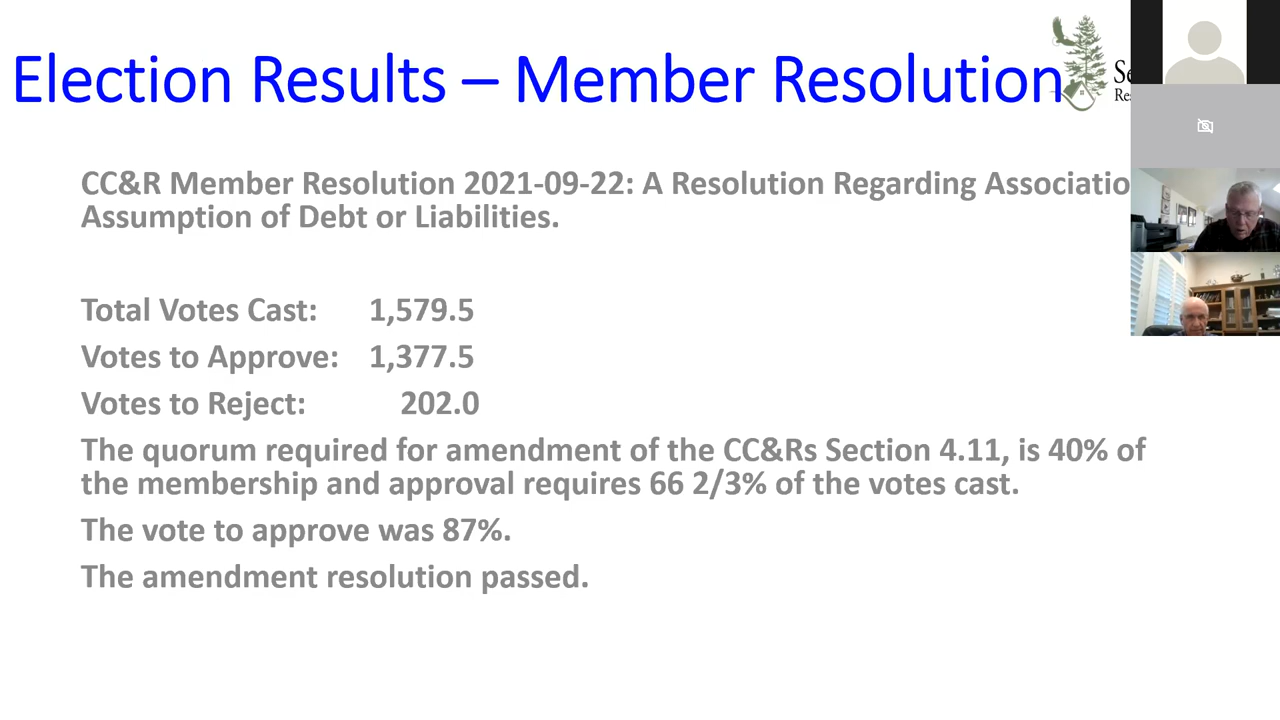 Election Results – Member Resolution
CC&R Member Resolution 2021-09-22: A Resolution Regarding
Assumption of Debt or Liabilities.
Total Votes Cast: 1,579.5
Votes to Approve: 1,377.5
Votes to Reject: 202.0
The quorum required for amendment of the CC&Rs Section 4.11, is 40% of
the membership and approval requires 66 2/3% of the votes cast.
The vote to approve was 87%.
The amendment resolution passed.